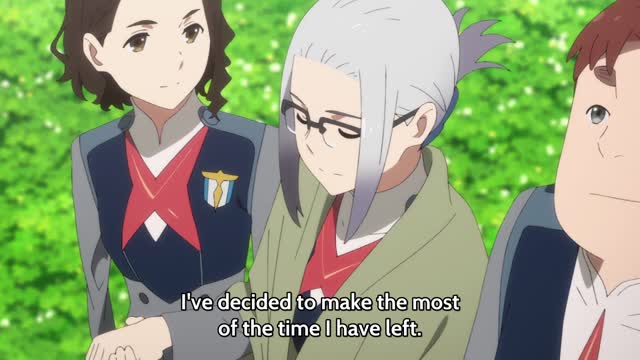 I've decided to make the most
of the time I have left.